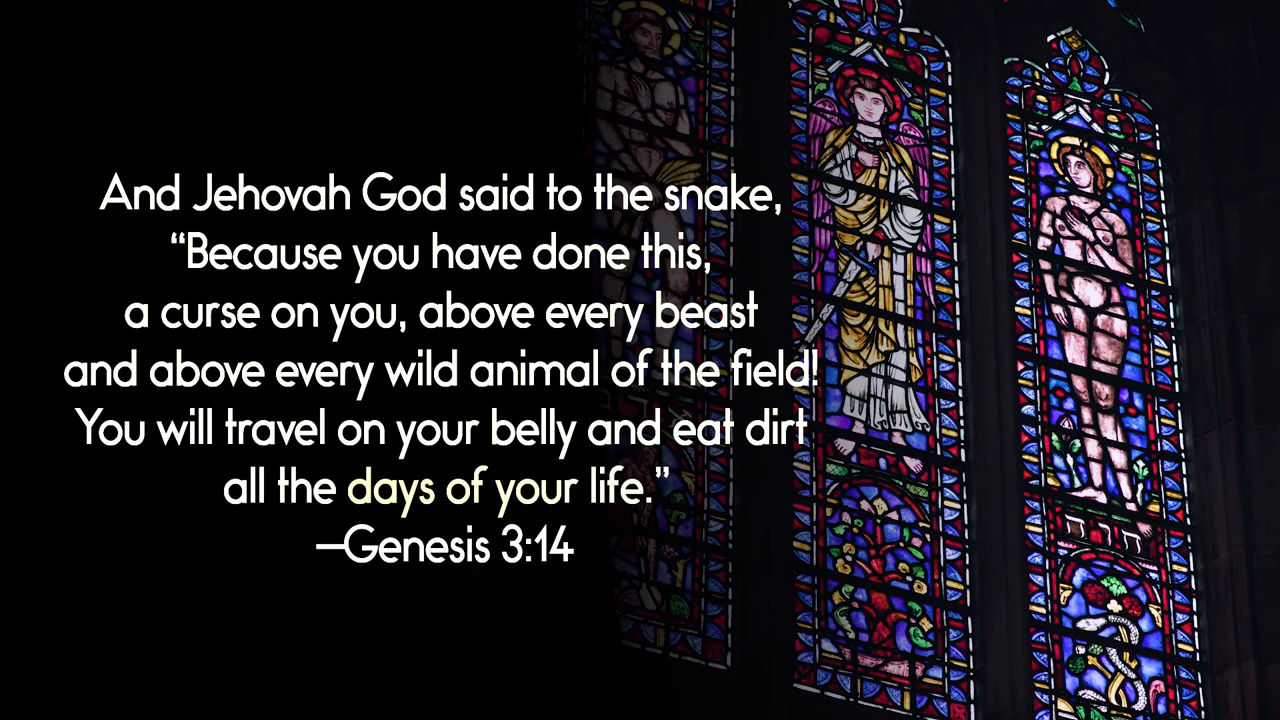 And Jehovah God said to the snake,
“Because you have done this,
a curse on you, above every beast
and above every wild animal of the field!
You will travel on your belly and eat dirt
all the days of your life.”
—Genesis 3:14
חוה